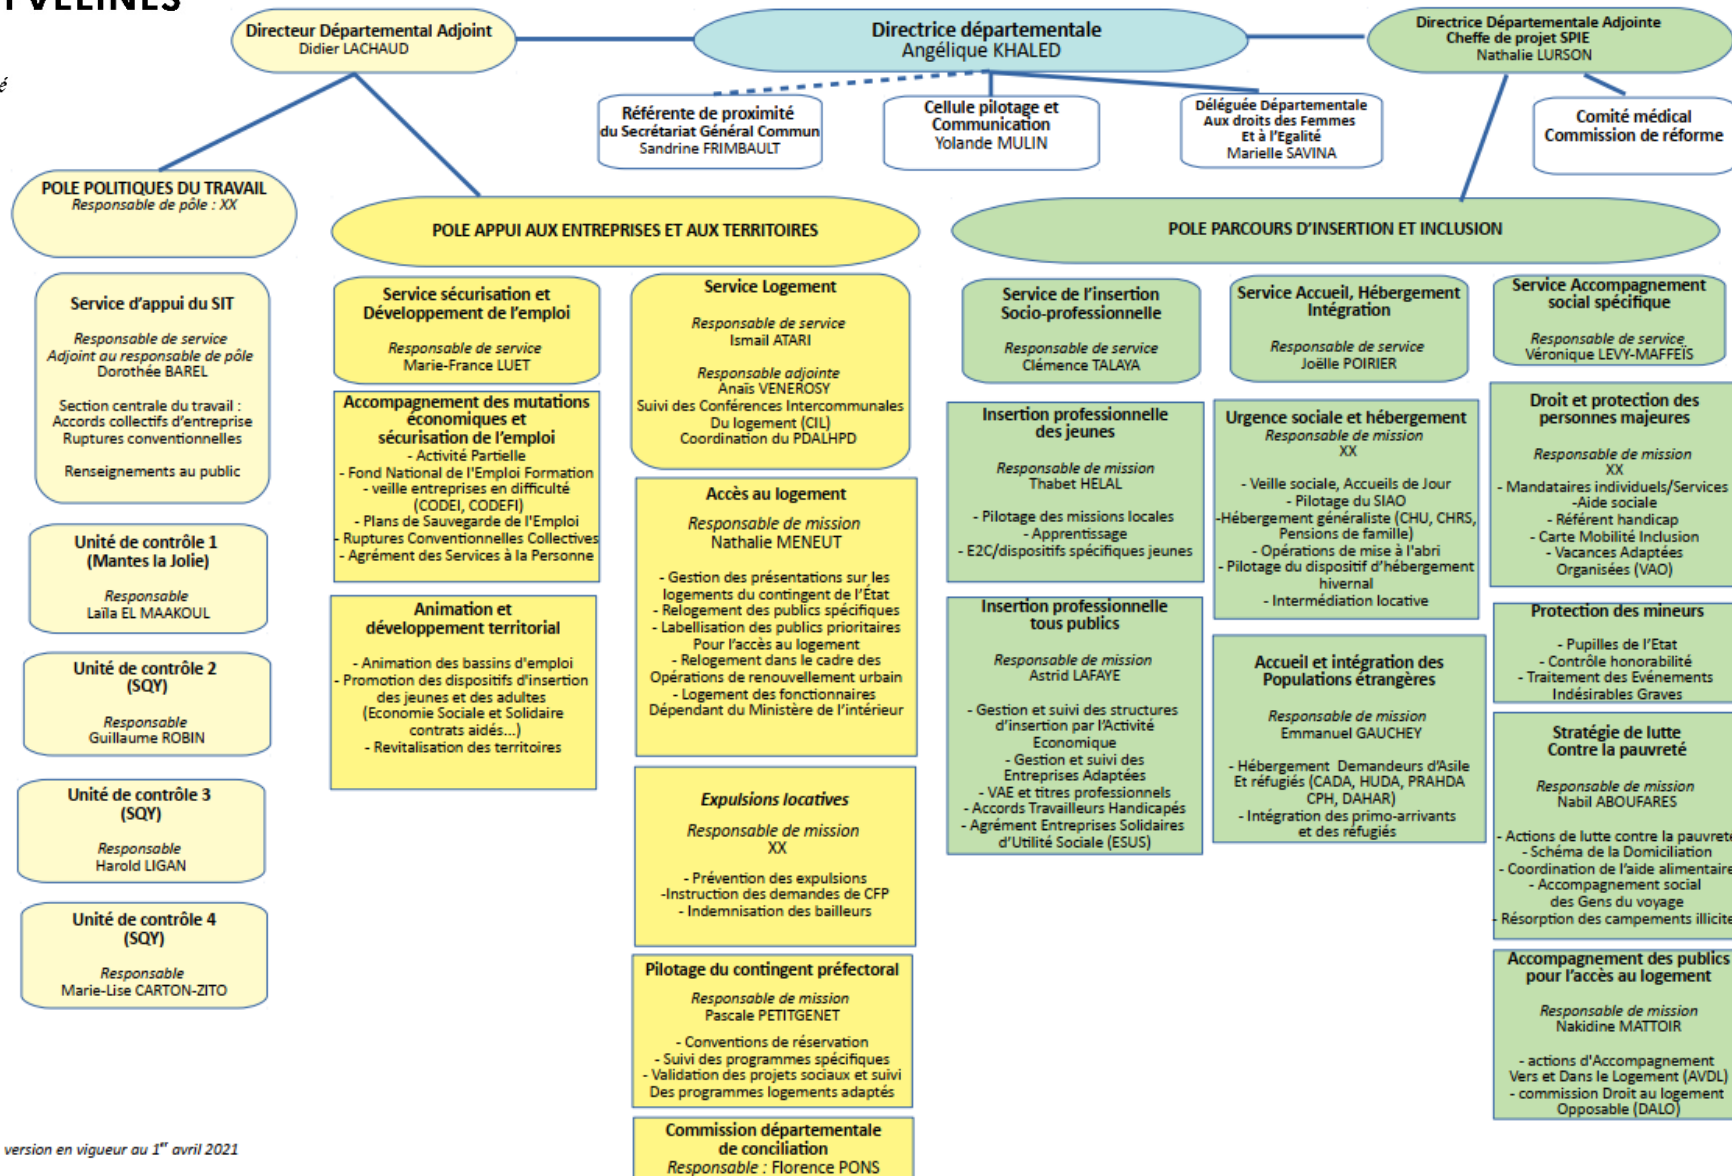 YVELINES
é
Directeur Départemental Adjoint
Didier LACHAUD
Directrice départementale
Angélique KHALED
Directrice Départementale Adjointe
Cheffe de projet SPIE
Nathalie LURSON
Référente de proximité
du Secrétariat Général Commun
Sandrine FRIMBAULT
Cellule pilotage et
Communication
Yolande MULIN
Déléguée Départementale
Aux droits des Femmes
Et à l'Egalité
Marielle SAVINA
Comité médical
Commission de réforme
POLE POLITIQUES DU TRAVAIL
Responsable de pôle : XX
POLE APPUI AUX ENTREPRISES ET AUX TERRITOIRES
POLE PARCOURS D'INSERTION ET INCLUSION
Service d'appui du SIT
Responsable de service
Adjoint au responsable de pôle
Dorothée BAREL
Section centrale du travail :
Accords collectifs d'entreprise
Ruptures conventionnelles
Renseignements au public
Unité de contrôle 1
(Mantes la Jolie)
Responsable
Laïla EL MAAKOUL
Unité de contrôle 2
(SQY)
Responsable
Guillaume ROBIN
Unité de contrôle 3
(SQY)
Responsable
Harold LIGAN
Unité de contrôle 4
(SQY)
Responsable
Marie-Lise CARTON-ZITO
Service sécurisation et
Développement de l'emploi
Responsable de service
Marie-France LUET
Accompagnement des mutations
économiques et
sécurisation de l'emploi
- Activité Partielle
- Fond National de l'Emploi Formation
- veille entreprises en difficulté
(CODEI, CODEFI)
- Plans de Sauvegarde de l'Emploi
- Ruptures Conventionnelles Collectives
- Agrément des Services à la Personne
Animation et
développement territorial
- Animation des bassins d'emploi
- Promotion des dispositifs d'insertion
des jeunes et des adultes
(Economie Sociale et Solidaire
contrats aidés...)
- Revitalisation des territoires
Service Logement
Responsable de service
Ismail ATARI
Responsable adjointe
Anaïs VENEROSY
Suivi des Conférences Intercommunales
Du logement (CIL)
Coordination du PDALHPD
Accès au logement
Responsable de mission
Nathalie MENEUT
- Gestion des présentations sur les
logements du contingent de l'État
- Relogement des publics spécifiques
- Labellisation des publics prioritaires
Pour l'accès au logement
- Relogement dans le cadre des
Opérations de renouvellement urbain
- Logement des fonctionnaires
Dépendant du Ministère de l'intérieur
Expulsions locatives
Responsable de mission
XX
- Prévention des expulsions
-Instruction des demandes de CFP
- Indemnisation des bailleurs
Pilotage du contingent préfectoral
Responsable de mission
Pascale PETITGENET
- Conventions de réservation
- Suivi des programmes spécifiques
- Validation des projets sociaux et suivi
Des programmes logements adaptés
Commission départementale
de conciliation
Responsable : Florence PONS
Service de l'insertion
Socio-professionnelle
Responsable de service
Clémence TALAYA
Insertion professionnelle
des jeunes
Responsable de mission
Thabet HELAL
- Pilotage des missions locales
- Apprentissage
- E2C/dispositifs spécifiques jeunes
Insertion professionnelle
tous publics
Responsable de mission
Astrid LAFAYE
- Gestion et suivi des structures
d'insertion par l'Activité
Economique
- Gestion et suivi des
Entreprises Adaptées
- VAE et titres professionnels
- Accords Travailleurs Handicapés
- Agrément Entreprises Solidaires
d'Utilité Sociale (ESUS)
Service Accueil, Hébergement
Intégration
Responsable de service
Joëlle POIRIER
Urgence sociale et hébergement
Responsable de mission
XX
- Veille sociale, Accueils de Jour
- Pilotage du SIAO
-Hébergement généraliste (CHU, CHRS,
Pensions de famille)
- Opérations de mise à l'abri
- Pilotage du dispositif d'hébergement
hivernal
- Intermédiation locative
Accueil et intégration des
Populations étrangères
Responsable de mission
Emmanuel GAUCHEY
- Hébergement Demandeurs d'Asile
Et réfugiés (CADA, HUDA, PRAHDA
CPH, DAHAR)
- Intégration des primo-arrivants
et des réfugiés
Service Accompagnement
social spécifique
Responsable de service
Véronique LEVY-MAFFEÏS
Droit et protection des
personnes majeures
Responsable de mission
XX
- Mandataires individuels/Services
-Aide sociale
- Référent handicap
- Carte Mobilité Inclusion
- Vacances Adaptées
Organisées (VAO)
Protection des mineurs
- Pupilles de l'Etat
- Contrôle honorabilité
- Traitement des Evénements
Indésirables Graves
Stratégie de lutte
Contre la pauvreté
Responsable de mission
Nabil ABOUFARES
- Actions de lutte contre la pauvreté
- Schéma de la Domiciliation
- Coordination de l'aide alimentaire
- Accompagnement social
des Gens du voyage
- Résorption des campements illicite
Accompagnement des publics
pour l'accès au logement
Responsable de mission
Nakidine MATTOIR
- actions d'Accompagnement
Vers et Dans le Logement (AVDL)
- commission Droit au logement
Opposable (DALO)
version en vigueur au 1er avril 2021